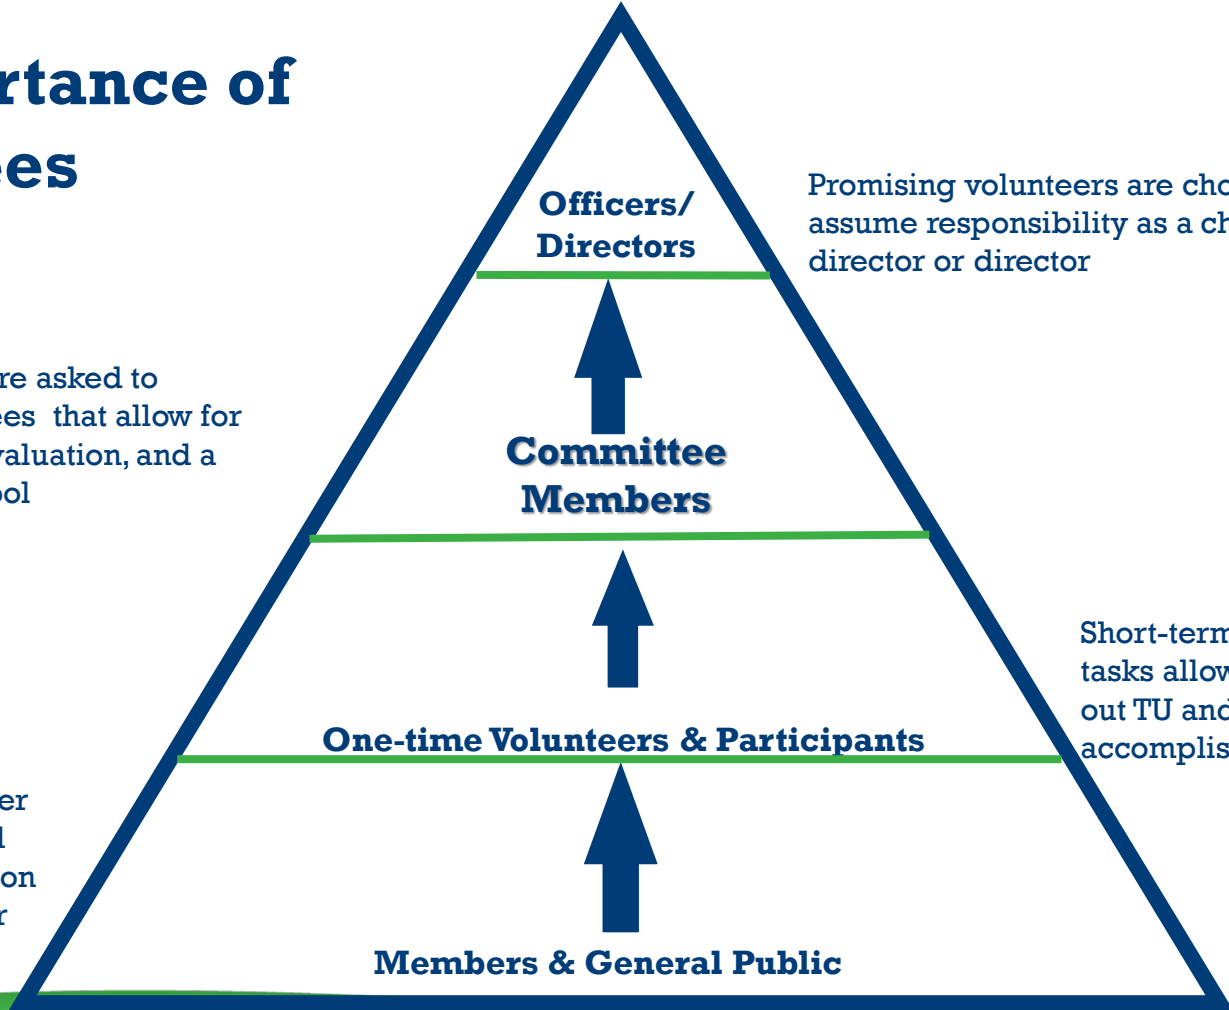 rtance of
ees
Officers/
Directors
Promising volunteers are cho
assume responsibility as a ch
director or director
re asked to
ees that allow for
valuation, and a
ool
Committee
Members
Short-term
tasks allow
out TU and
accomplis
One-time Volunteers & Participants
er
l
on
r
Members & General Public